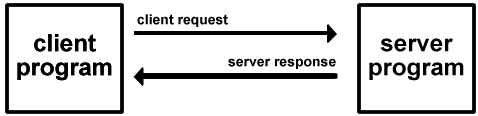 client
program
client request
server response
server
program